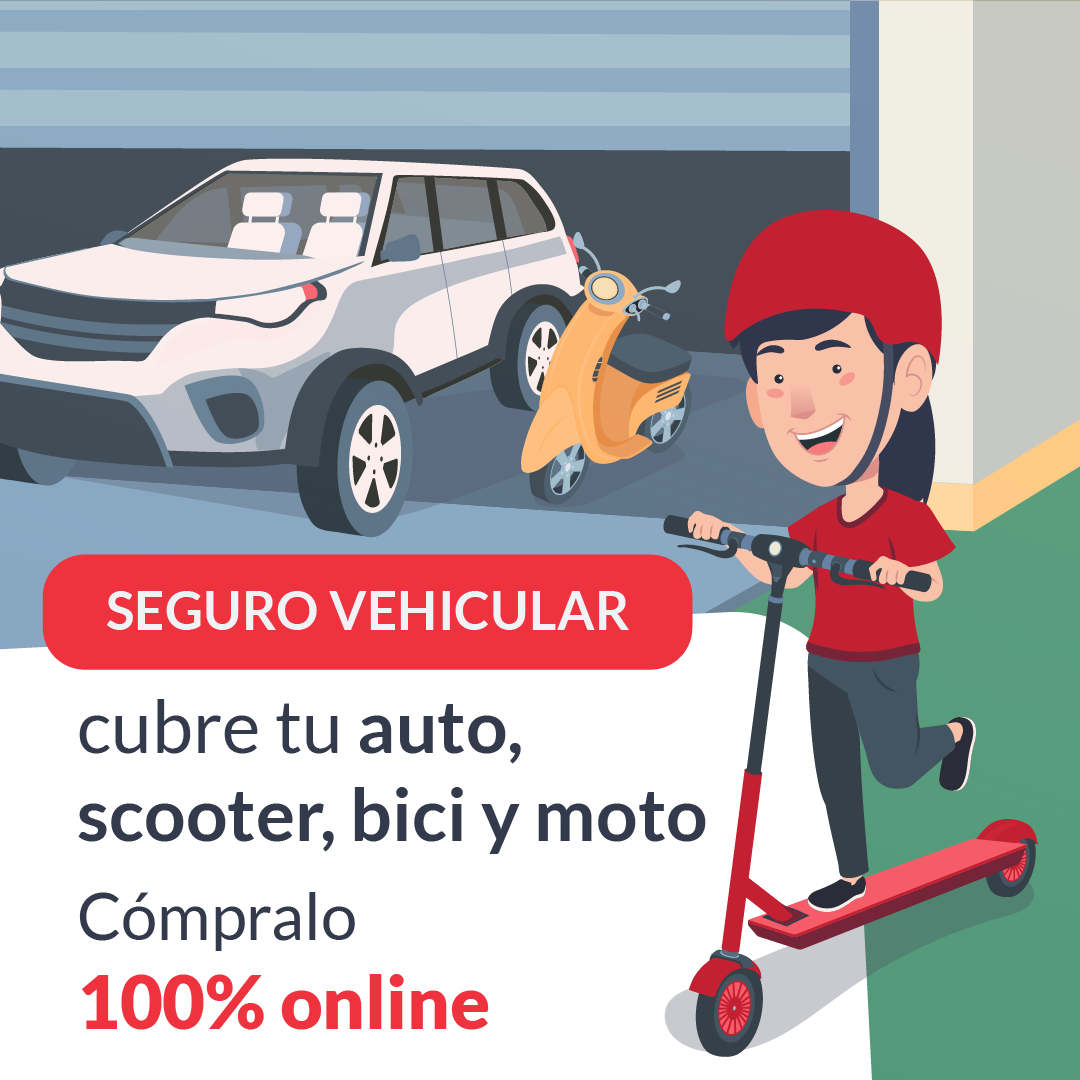 SEGURO VEHICULAR
cubre tu auto,
scooter, bici y moto
Cómpralo
100% online